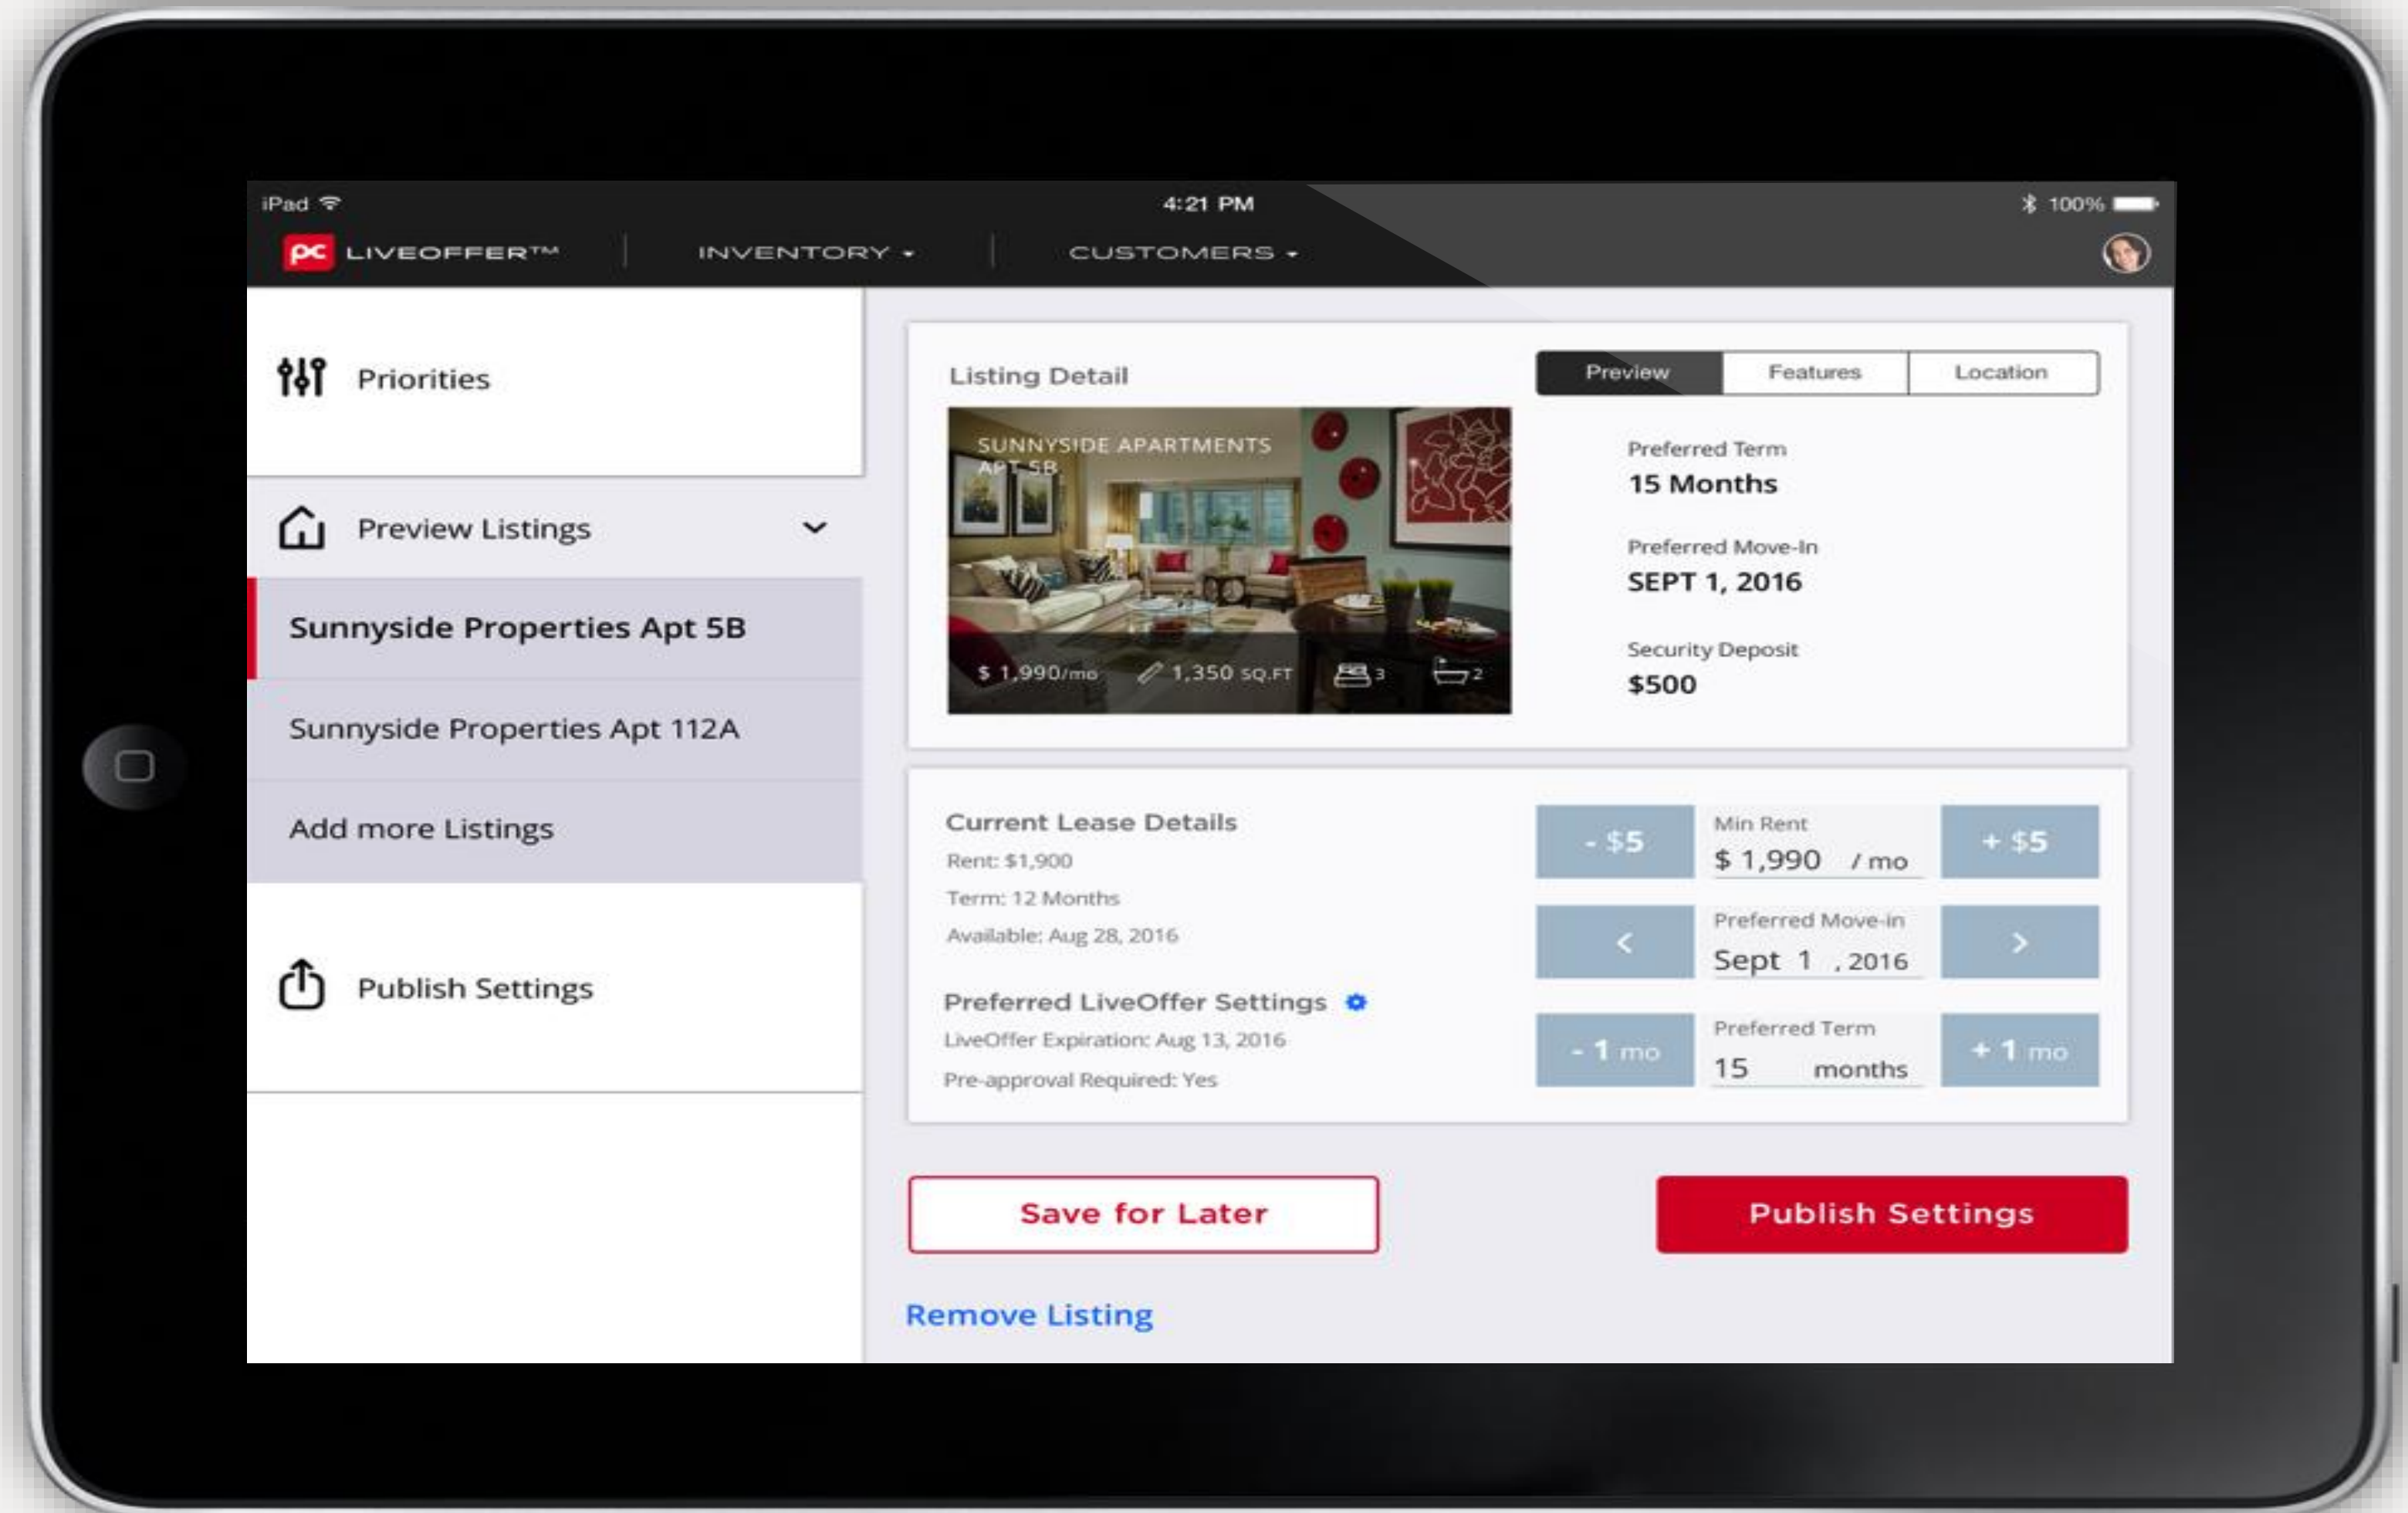 iPad 4:21 PM 100%
pc LIVEOFFER™ INVENTORY CUSTOMERS
Priorities
Preview Listings
Sunnyside Properties Apt 5B
Sunnyside Properties Apt 112A
Add more Listings
Publish Settings
Listing Detail
Preview Features Location
SUNNYSIDE APARTMENTS
APT 5B
$ 1,990/mo 1,350 SQ.FT 3 2
Preferred Term
15 Months
Preferred Move-In
SEPT 1, 2016
Security Deposit
$500
Current Lease Details
Rent: $1,900
Term: 12 Months
Available: Aug 28, 2016
Preferred LiveOffer Settings
LiveOffer Expiration: Aug 13, 2016
Pre-approval Required: Yes
- $5 Min Rent + $5
$ 1,990 / mo
< Preferred Move-in >
Sept 1 , 2016
- 1 mo Preferred Term + 1 mo
15 months
Save for Later
Publish Settings
Remove Listing